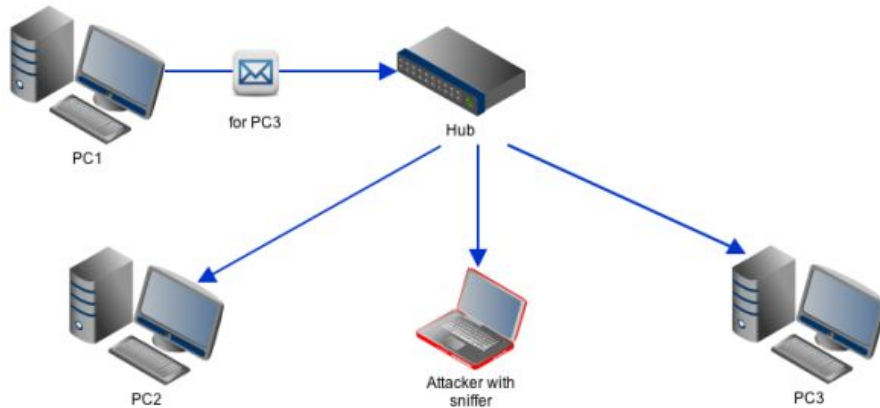 for PC3
Hub
PC1
PC2
Attacker with
sniffer
PC3